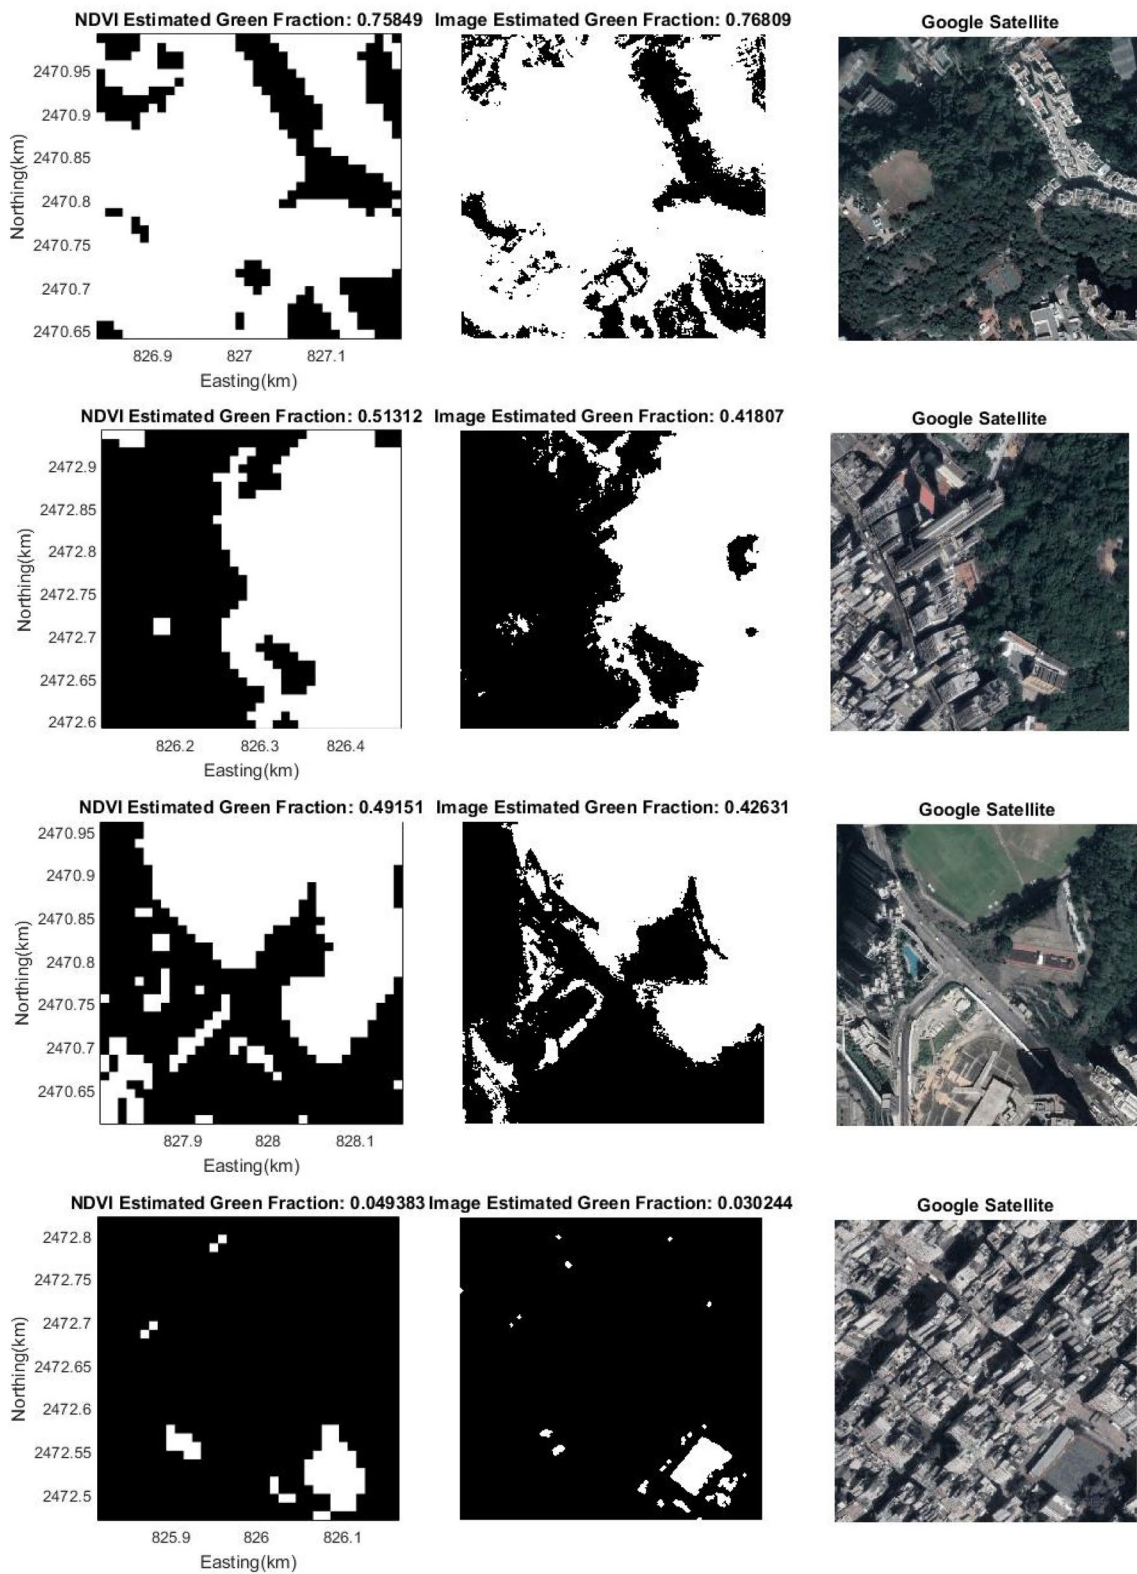 NDVI Estimated Green Fraction: 0.75849
Image Estimated Green Fraction: 0.76809
Google Satellite
Northing(km)
2470.95
2470.9
2470.85
2470.8
2470.75
2470.7
2470.65
826.9 827 827.1
Easting(km)
NDVI Estimated Green Fraction: 0.51312
Image Estimated Green Fraction: 0.41807
Google Satellite
Northing(km)
2472.9
2472.85
2472.8
2472.75
2472.7
2472.65
2472.6
826.2 826.3 826.4
Easting(km)
NDVI Estimated Green Fraction: 0.49151
Image Estimated Green Fraction: 0.42631
Google Satellite
Northing(km)
2470.95
2470.9
2470.85
2470.8
2470.75
2470.7
2470.65
827.9 828 828.1
Easting(km)
NDVI Estimated Green Fraction: 0.049383
Image Estimated Green Fraction: 0.030244
Google Satellite
Northing(km)
2472.8
2472.75
2472.7
2472.65
2472.6
2472.55
2472.5
825.9 826 826.1
Easting(km)